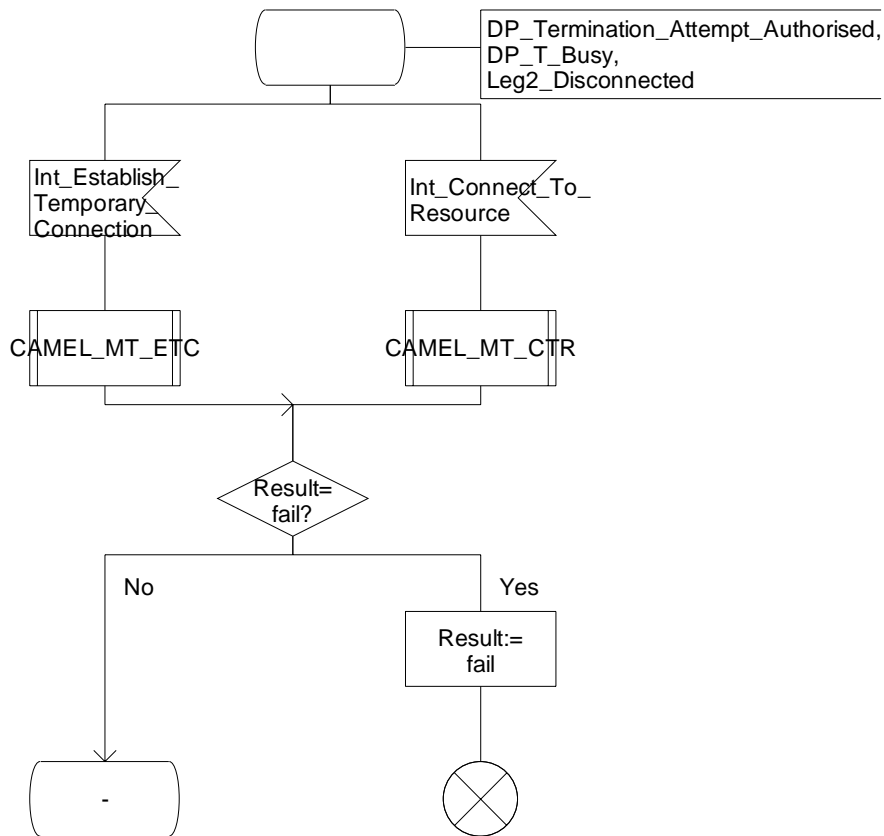 DP_Termination_Attempt_Authorised,
DP_T_Busy,
Leg2_Disconnected
Int_Establish_
Temporary_
Connection
Int_Connect_To_
Resource
CAMEL_MT_ETC
CAMEL_MT_CTR
Result=
fail?
No
Yes
Result:=
fail
-